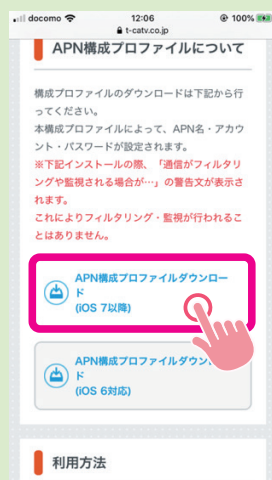 docomo 12:06 100%
t-catv.co.jp
APN構成プロファイルについて
構成プロファイルのダウンロードは下記から行
ってください。
本構成プロファイルによって、APN名・アカウ
ント・パスワードが設定されます。
※下記インストールの際、「通信がフィルタリ
ングや監視される場合が…」の警告文が表示さ
れます。
これによりフィルタリング・監視が行われるこ
とはありません。
APN構成プロファイルダウンロー
ド
(iOS 7以降)
APN構成プロファイルダウン
ド
(iOS 6対応)
利用方法